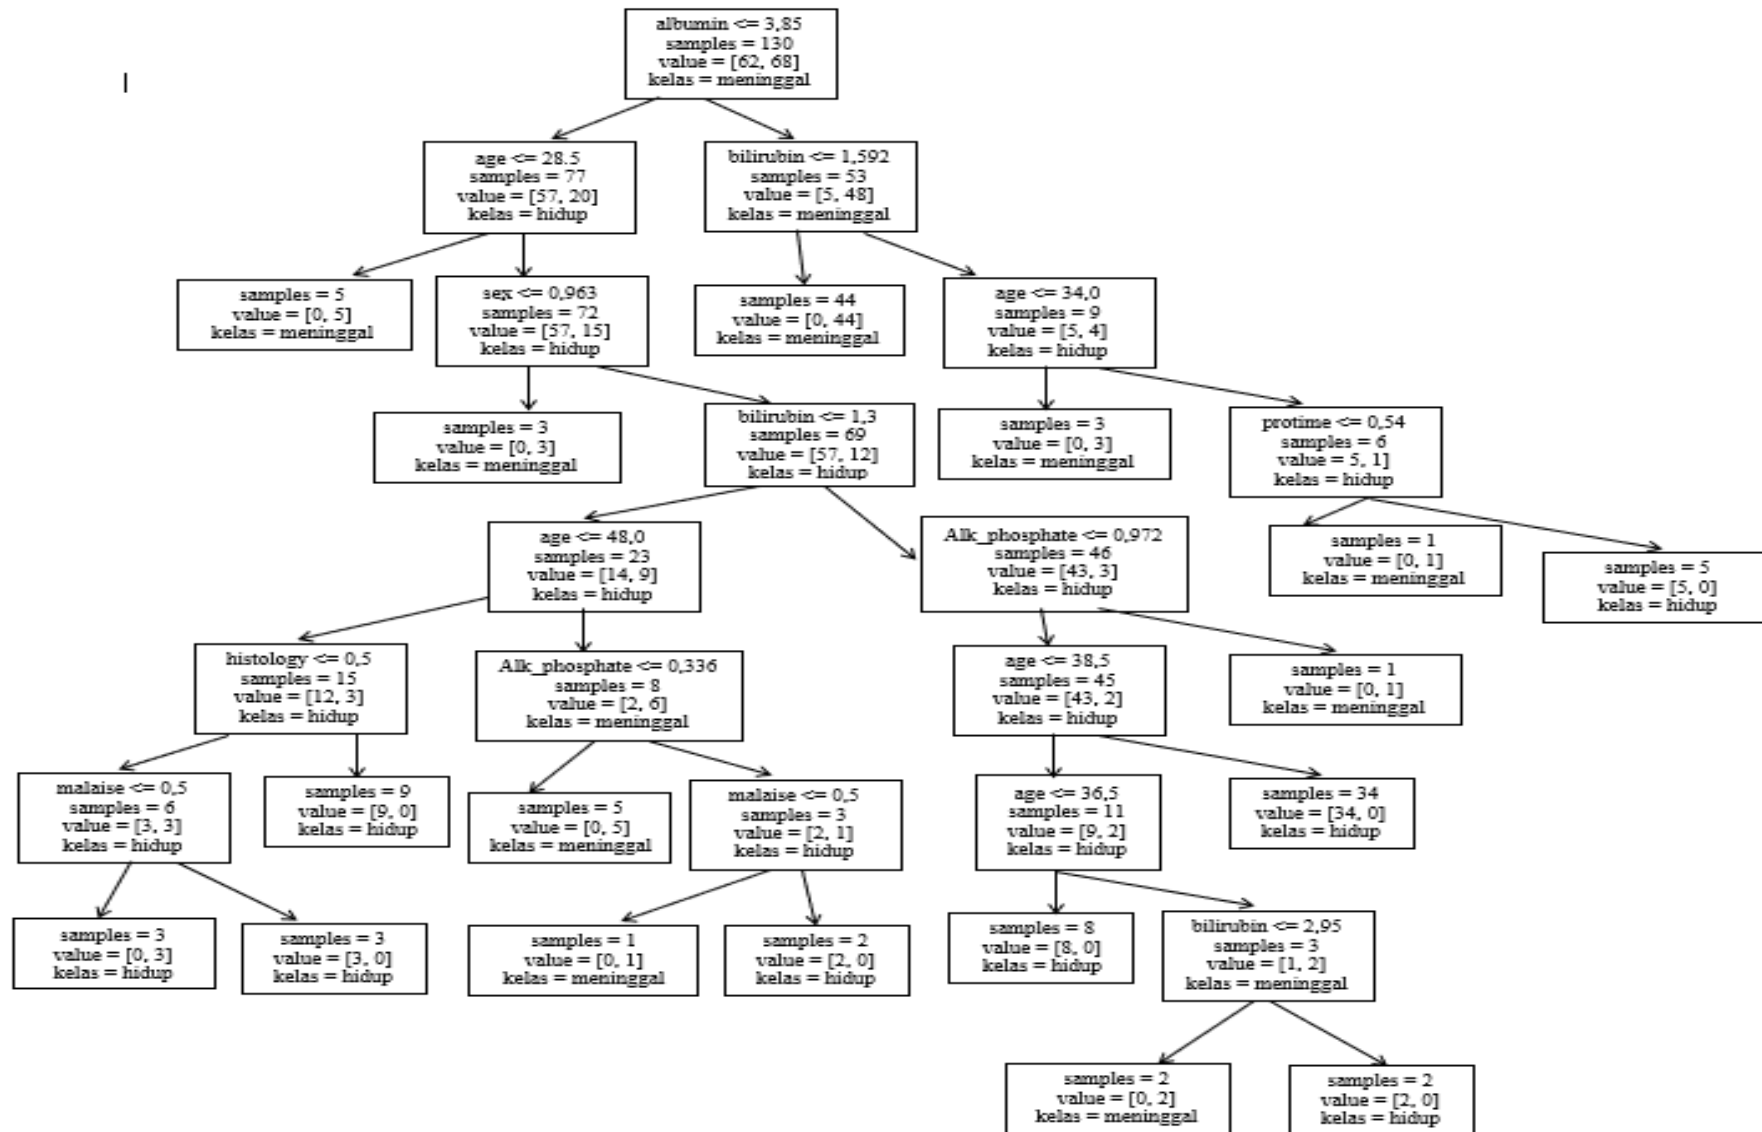 albumin <= 3,85
samples = 130
value = [62, 68]
kelas = meninggal
age <= 28.5
samples = 77
value = [57, 20]
kelas = hidup
bilirubin <= 1,592
samples = 53
value = [5, 48]
kelas = meninggal
samples = 5
value = [0, 5]
kelas = meninggal
sex <= 0,963
samples = 72
value = [57, 15]
kelas = hidup
samples = 44
value = [0, 44]
kelas = meninggal
age <= 34,0
samples = 9
value = [5, 4]
kelas = hidup
samples = 3
value = [0, 3]
kelas = meninggal
bilirubin <= 1,3
samples = 69
value = [57, 12]
kelas = hidup
samples = 3
value = [0, 3]
kelas = meninggal
protime <= 0,54
samples = 6
value = 5, 1]
kelas = hidup
age <= 48,0
samples = 23
value = [14, 9]
kelas = hidup
Alk_phosphate <= 0,972
samples = 46
value = [43, 3]
kelas = hidup
samples = 1
value = [0, 1]
kelas = meninggal
samples = 5
value = [5, 0]
kelas = hidup
histology <= 0,5
samples = 15
value = [12, 3]
kelas = hidup
Alk_phosphate <= 0,336
samples = 8
value = [2, 6]
kelas = meninggal
age <= 38,5
samples = 45
value = [43, 2]
kelas = hidup
samples = 1
value = [0, 1]
kelas = meninggal
malaise <= 0,5
samples = 6
value = [3, 3]
kelas = hidup
samples = 9
value = [9, 0]
kelas = hidup
samples = 5
value = [0, 5]
kelas = meninggal
malaise <= 0,5
samples = 3
value = [2, 1]
kelas = hidup
age <= 36,5
samples = 11
value = [9, 2]
kelas = hidup
samples = 34
value = [34, 0]
kelas = hidup
samples = 3
value = [0, 3]
kelas = hidup
samples = 3
value = [3, 0]
kelas = hidup
samples = 1
value = [0, 1]
kelas = meninggal
samples = 2
value = [2, 0]
kelas = hidup
samples = 8
value = [8, 0]
kelas = hidup
bilirubin <= 2,95
samples = 3
value = [1, 2]
kelas = meninggal
samples = 2
value = [0, 2]
kelas = meninggal
samples = 2
value = [2, 0]
kelas = hidup